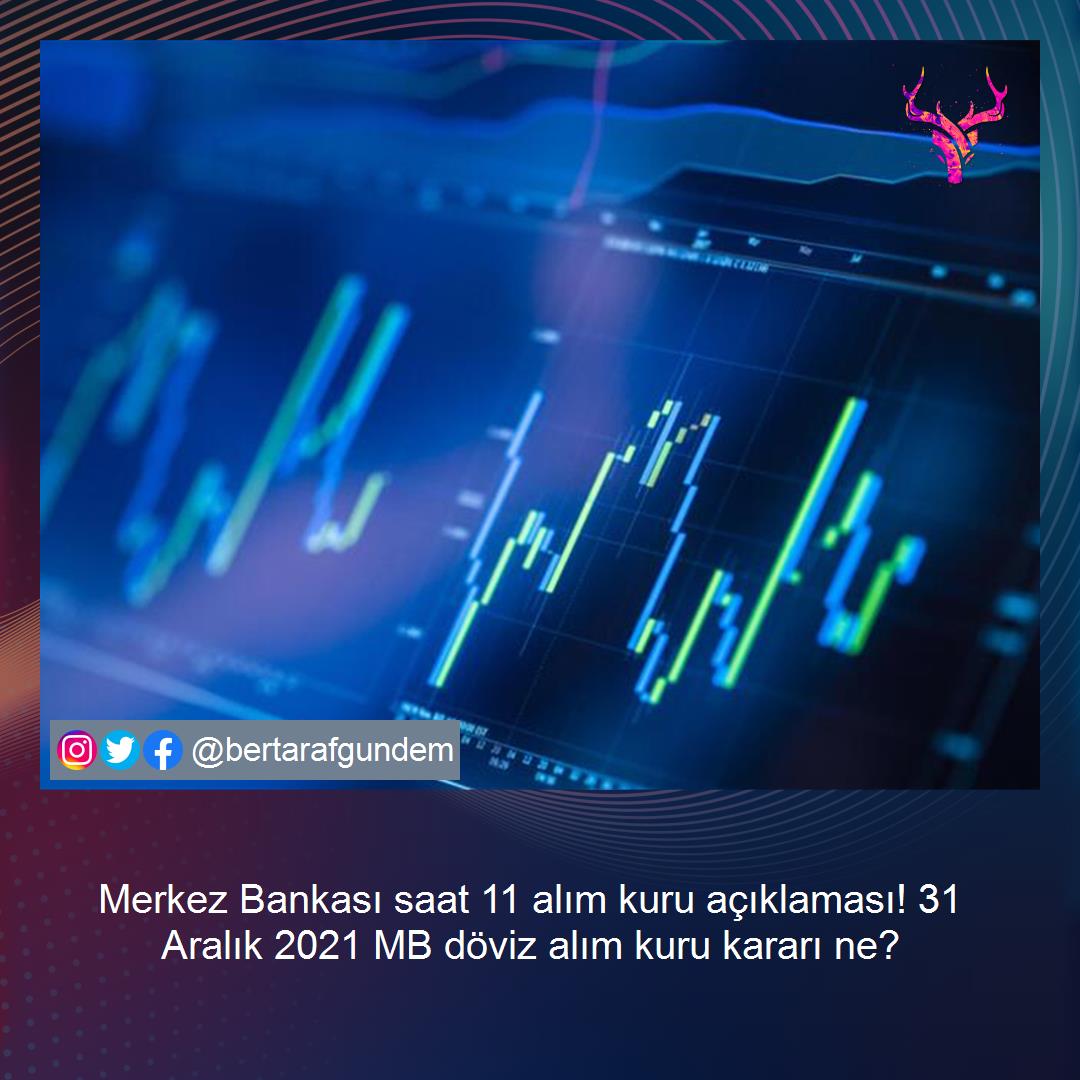 @bertarafgundem
Merkez Bankası saat 11 alım kuru açıklaması! 31
Aralık 2021 MB döviz alım kuru kararı ne?